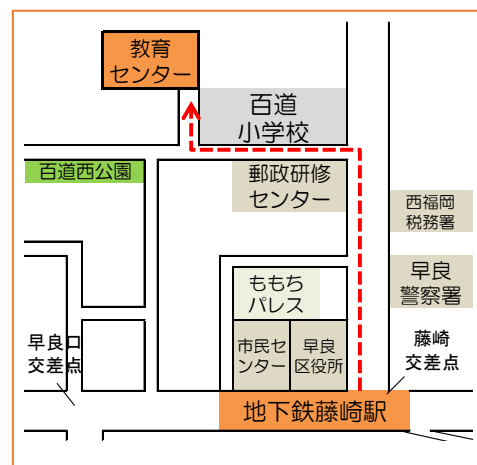 教育
センター
百道
小学校
百道西公園
郵政研修
センター
西福岡
税務署
早良
警察署
ももち
パレス
早良口
交差点
市民セ
ンター
早良
区役所
藤崎
交差点
地下鉄藤崎駅